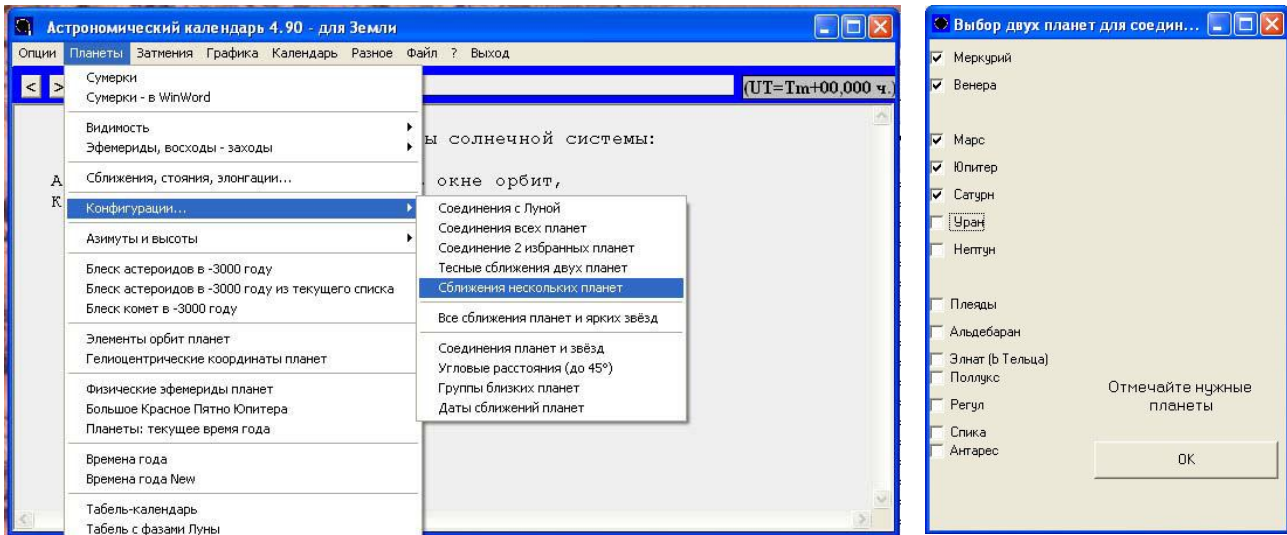 Астрономический календарь 4.90 - для Земли
Опции Планеты Затмения Графика Календарь Разное Файл ? Выход
< >
(UT=Tm+00,000 ч.)
ы солнечной системы:
А
окне орбит,
К
Сумерки
Сумерки - в WinWord
Видимость
Эфемериды, восходы - заходы
Сближения, стояния, элонгации...
Конфигурации...
Азимуты и высоты
Блеск астероидов в -3000 году
Блеск астероидов в -3000 году из текущего списка
Блеск комет в -3000 году
Элементы орбит планет
Гелиоцентрические координаты планет
Физические эфемериды планет
Большое Красное Пятно Юпитера
Планеты: текущее время года
Времена года
Времена года New
Табель-календарь
Табель с фазами Луны
Соединения с Луной
Соединения всех планет
Соединение 2 избранных планет
Тесные сближения двух планет
Сближения нескольких планет
Все сближения планет и ярких звёзд
Соединения планет и звёзд
Угловые расстояния (до 45°)
Группы близких планет
Даты сближений планет
Выбор двух планет для соедин...
Меркурий
Венера
Марс
Юпитер
Сатурн
Уран
Нептун
Плеяды
Альдебаран
Элнат (b Тельца)
Поллукс
Регул
Спика
Антарес
Отмечайте нужные
планеты
OK